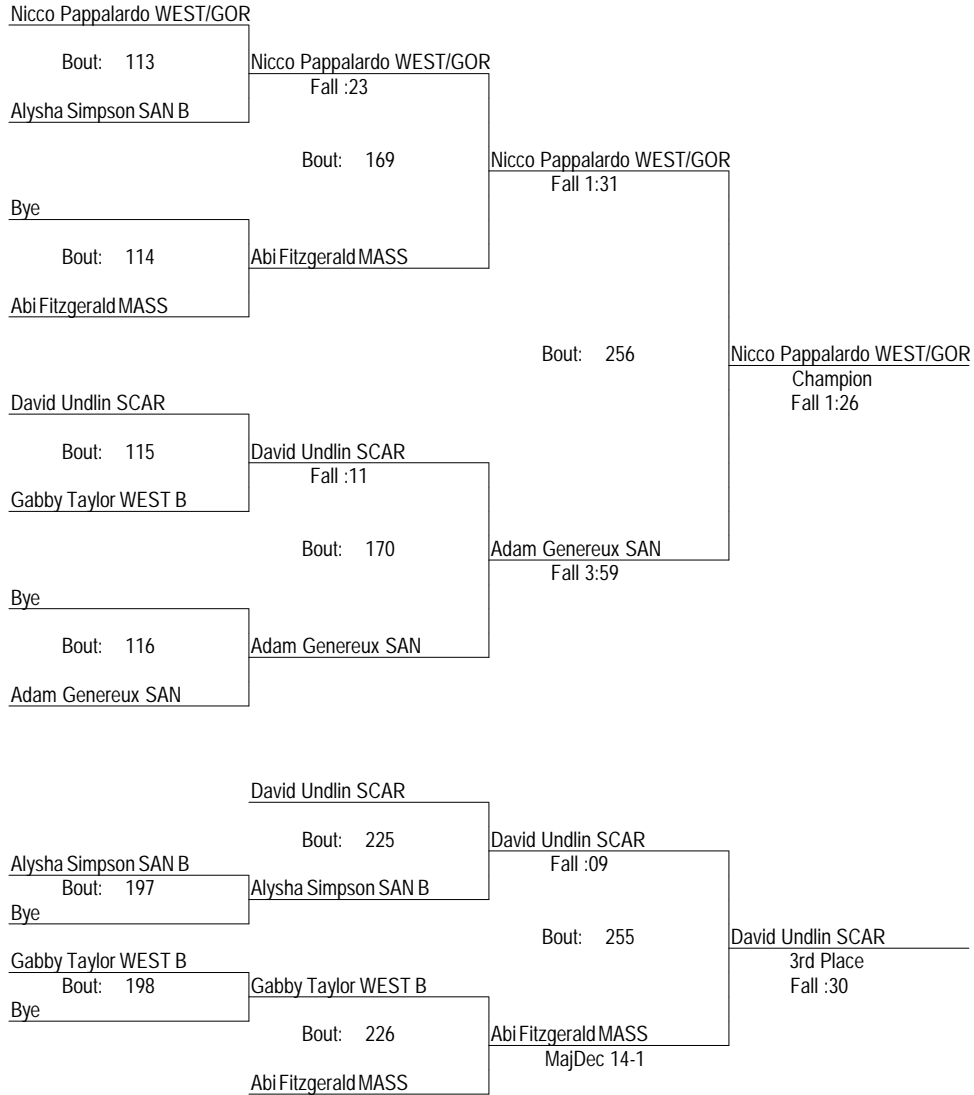 Nicco Pappalardo WEST/GOR
Bout: 113
Nicco Pappalardo WEST/GOR
Fall :23
Alysha Simpson SAN B
Bout: 169
Nicco Pappalardo WEST/GOR
Fall 1:31
Bye
Bout: 114
Abi Fitzgerald MASS
Abi Fitzgerald MASS
Bout: 256
Nicco Pappalardo WEST/GOR
Champion
Fall 1:26
David Undlin SCAR
Bout: 115
David Undlin SCAR
Fall :11
Gabby Taylor WEST B
Bout: 170
Adam Genereux SAN
Fall 3:59
Bye
Bout: 116
Adam Genereux SAN
Adam Genereux SAN
David Undlin SCAR
Bout: 225
David Undlin SCAR
Fall :09
Alysha Simpson SAN B
Bout: 197
Alysha Simpson SAN B
Bye
Bout: 255
David Undlin SCAR
3rd Place
Fall :30
Gabby Taylor WEST B
Bout: 198
Gabby Taylor WEST B
Bye
Bout: 226
Abi Fitzgerald MASS
MajDec 14-1
Abi Fitzgerald MASS